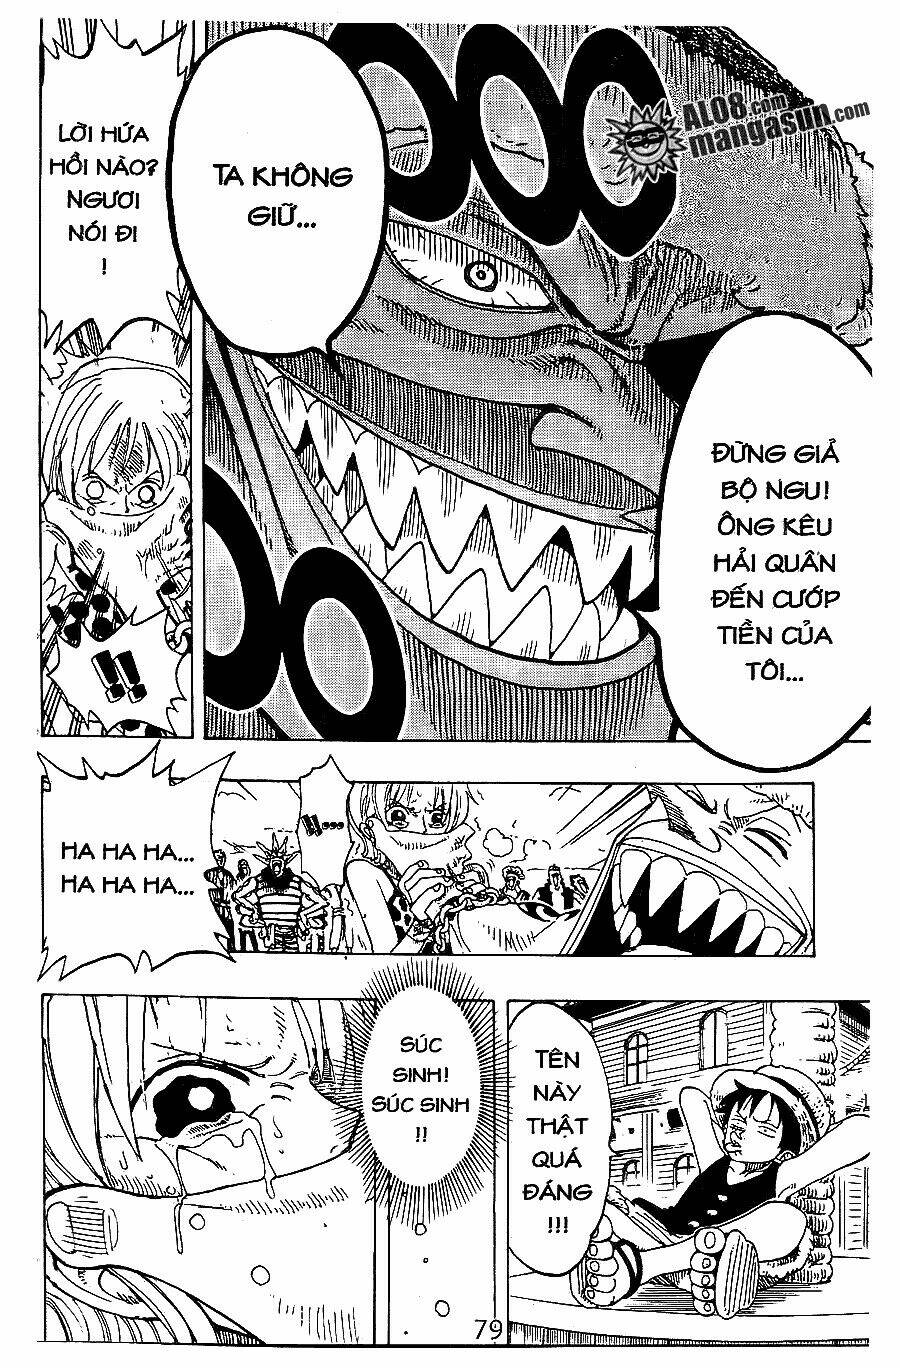 AL08.com
mangasun.com
LỜI HỨA
HỒI NÀO?
NGƯƠI
NÓI ĐI
!
TA KHÔNG
GIỮ...
ĐỪNG GIẢ
BỘ NGU!
ÔNG KÊU
HẢI QUÂN
ĐẾN CƯỚP
TIỀN CỦA
TÔI...
!!
HA HA HA...
HA HA HA...
!!...
SÚC
SINH!
SÚC SINH
!!
TÊN
NÀY
THẬT
QUÁ
ĐÁNG
!!!
79